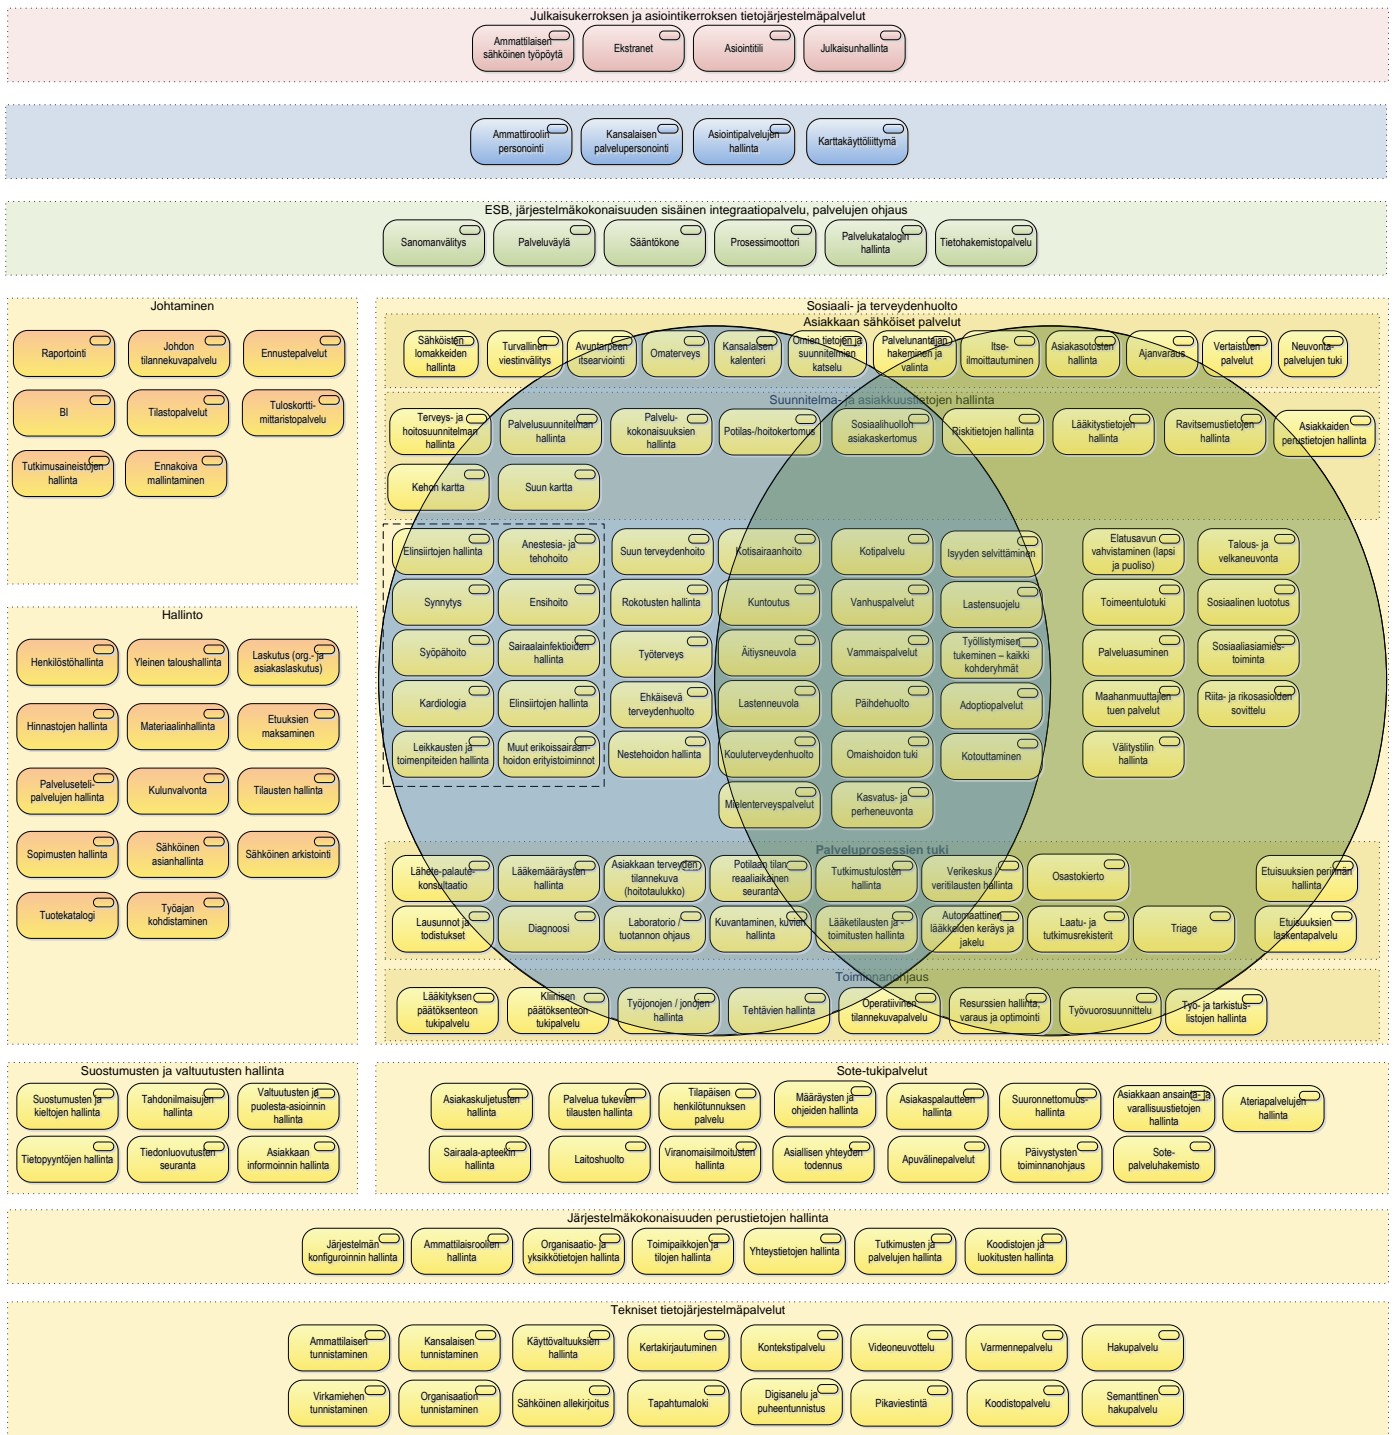 Julkaisukerroksen ja asiointikerroksen tietojärjestelmäpalvelut
Ammattilaisen
sähköinen työpöytä
Ekstranet
Asiointitili
Julkaisunhallinta
Ammattiroolin
personointi
Kansalaisen
palvelupersonointi
Asiointipalvelujen
hallinta
Karttakäyttöliittymä
ESB, järjestelmäkokonaisuuden sisäinen integraatiopalvelu, palvelujen ohjaus
Sanomanvälitys
Palveluväylä
Sääntökone
Prosessimoottori
Palvelukatalogin
hallinta
Tietohakemistopalvelu
Johtaminen
Raportointi
Johdon
tilannekuvapalvelu
Ennustepalvelut
BI
Tilastopalvelut
Tuloskortti-
mittaristopalvelu
Tutkimusaineistojen
hallinta
Ennakoiva
mallintaminen
Hallinto
Henkilöstöhallinta
Yleinen taloushallinta
Laskutus (org.- ja
asiakaslaskutus)
Hinnastojen hallinta
Materiaalinhallinta
Etuuksien
maksaminen
Palveluseteli-
palvelujen hallinta
Kulunvalvonta
Tilausten hallinta
Sopimusten hallinta
Sähköinen
asianhallinta
Sähköinen arkistointi
Tuotekatalogi
Työajan
kohdistaminen
Sosiaali- ja terveydenhuolto
Asiakkaan sähköiset palvelut
Sähköisten
lomakkeiden
hallinta
Turvallinen
viestinvälitys
Avuntarpeen
itsearviointi
Omaterveys
Kansalaisen
kalenteri
Omien tietojen ja
suunnitelmien
katselu
Palvelunantajan
hakeminen ja
valinta
Itse-
ilmoittautuminen
Asiakasotosten
hallinta
Ajanvaraus
Vertaistuen
palvelut
Neuvonta-
palvelujen tuki
Suunnitelma- ja asiakkuustietojen hallinta
Terveys- ja
hoitosuunnitelman
hallinta
Palvelusuunnitelman
hallinta
Palvelu-
kokonaisuuksien
hallinta
Potilas-/hoitokertomus
Sosiaalihuollon
asiakaskertomus
Riskitietojen hallinta
Lääkitystietojen
hallinta
Ravitsemustietojen
hallinta
Asiakkaiden
perustietojen hallinta
Kehon kartta
Suun kartta
Elinsiirtojen hallinta
Anestesia- ja
tehohoito
Suun terveydenhoito
Kotisairaanhoito
Kotipalvelu
Isyyden selvittäminen
Elatusavun
vahvistaminen (lapsi
ja puoliso)
Talous- ja
velkaneuvonta
Synnytys
Ensihoito
Rokotusten hallinta
Kuntoutus
Vanhuspalvelut
Lastensuojelu
Toimeentulotuki
Sosiaalinen luototus
Syöpähoito
Sairaalainfektioiden
hallinta
Työterveys
Äitiysneuvola
Vammaispalvelut
Työllistymisen
tukeminen – kaikki
kohderyhmät
Palveluasuminen
Sosiaaliasiamies-
toiminta
Kardiologia
Elinsiirtojen hallinta
Ehkäisevä
terveydenhuolto
Lastenneuvola
Päihdehuolto
Adoptiopalvelut
Maahanmuuttajien
tuen palvelut
Riita- ja rikosasioiden
sovittelu
Leikkausten ja
toimenpiteiden hallinta
Muut erikoissairaan-
hoidon erityistoiminnot
Nestehoidon hallinta
Kouluterveydenhuolto
Omaishoidon tuki
Kotouttaminen
Välitystilin
hallinta
Mielenterveyspalvelut
Kasvatus- ja
perheneuvonta
Palveluprosessien tuki
Lähete-palaute-
konsultaatio
Lääkemääräysten
hallinta
Asiakkaan terveyden
tilannekuva
(hoitotaulukko)
Potilaan tilan
reaaliaikainen
seuranta
Tutkimustulosten
hallinta
Verikeskus
veritilausten hallinta
Osastokierto
Etuisuuksien perinnän
hallinta
Lausunnot ja
todistukset
Diagnoosi
Laboratorio /
tuotannon ohjaus
Kuvantaminen, kuvien
hallinta
Lääketilausten ja -
toimitusten hallinta
Automaattinen
lääkkeiden keräys ja
jakelu
Laatu- ja
tutkimusrekisterit
Triage
Etuisuuksien
laskentapalvelu
Toiminnanohjaus
Lääkityksen
päätöksenteon
tukipalvelu
Kliinisen
päätöksenteon
tukipalvelu
Työjonojen / jonojen
hallinta
Tehtävien hallinta
Operatiivinen
tilannekuvapalvelu
Resurssien hallinta,
varaus ja optimointi
Työvuorosuunnittelu
Työ- ja tarkistus-
listojen hallinta
Suostumusten ja valtuutusten hallinta
Suostumusten ja
kieltojen hallinta
Tahdonilmaisujen
hallinta
Valtuutusten ja
puolesta-asioinnin
hallinta
Tietopyyntöjen hallinta
Tiedonluovutusten
seuranta
Asiakkaan
informoinnin hallinta
Sote-tukipalvelut
Asiakaskuljetusten
hallinta
Palvelua tukevien
tilausten hallinta
Tilapäisen
henkilötunnuksen
palvelu
Määräysten ja
ohjeiden hallinta
Asiakaspalautteen
hallinta
Suuronnettomuus-
hallinta
Asiakkaan ansainta- ja
varallisuustietojen
hallinta
Ateriapalvelujen
hallinta
Sairaala-apteekin
hallinta
Laitoshuolto
Viranomaisilmoitusten
hallinta
Asiallisen yhteyden
todennus
Apuvälinepalvelut
Päivystysten
toiminnanohjaus
Sote-
palveluhakemisto
Järjestelmäkokonaisuuden perustietojen hallinta
Järjestelmän
konfiguroinnin hallinta
Ammattilaisroolien
hallinta
Organisaatio- ja
yksikkötietojen hallinta
Toimipaikkojen ja
tilojen hallinta
Yhteystietojen hallinta
Tutkimusten ja
palvelujen hallinta
Koodistojen ja
luokitusten hallinta
Tekniset tietojärjestelmäpalvelut
Ammattilaisen
tunnistaminen
Kansalaisen
tunnistaminen
Käyttövaltuuksien
hallinta
Kertakirjautuminen
Kontekstipalvelu
Videoneuvottelu
Varmennepalvelu
Hakupalvelu
Virkamiehen
tunnistaminen
Organisaation
tunnistaminen
Sähköinen allekirjoitus
Tapahtumaloki
Digisanelu ja
puheentunnistus
Pikaviestintä
Koodistopalvelu
Semanttinen
hakupalvelu